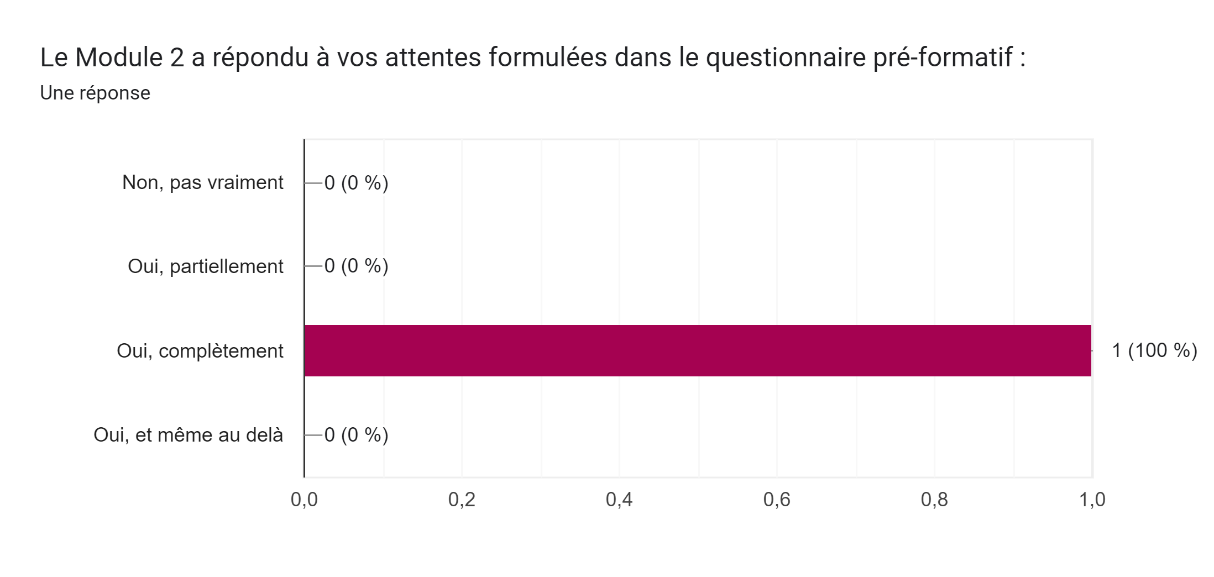 Le Module 2 a répondu à vos attentes formulées dans le questionnaire pré-formatif :
Une réponse
Non, pas vraiment 0 (0 %)
Oui, partiellement 0 (0 %)
Oui, complètement 1 (100 %)
Oui, et même au delà 0 (0 %)
0,0 0,2 0,4 0,6 0,8 1,0